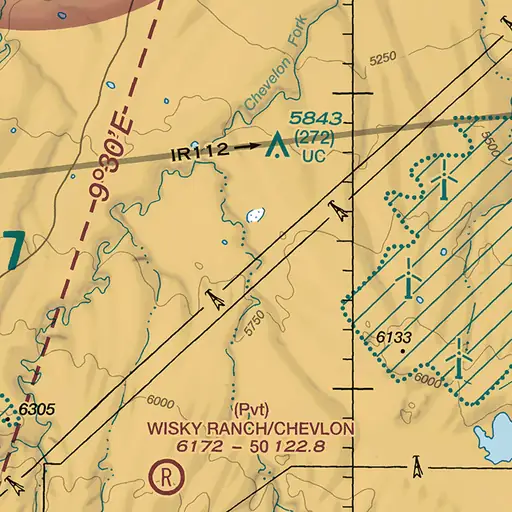 Chevelon Fork
5250
5843
(272)
UC
5500
IR112
9°30'E
7
5750
6133
6000
6000
6305
(Pvt)
WISKY RANCH/CHEVLON
6172 - 50 122.8
R